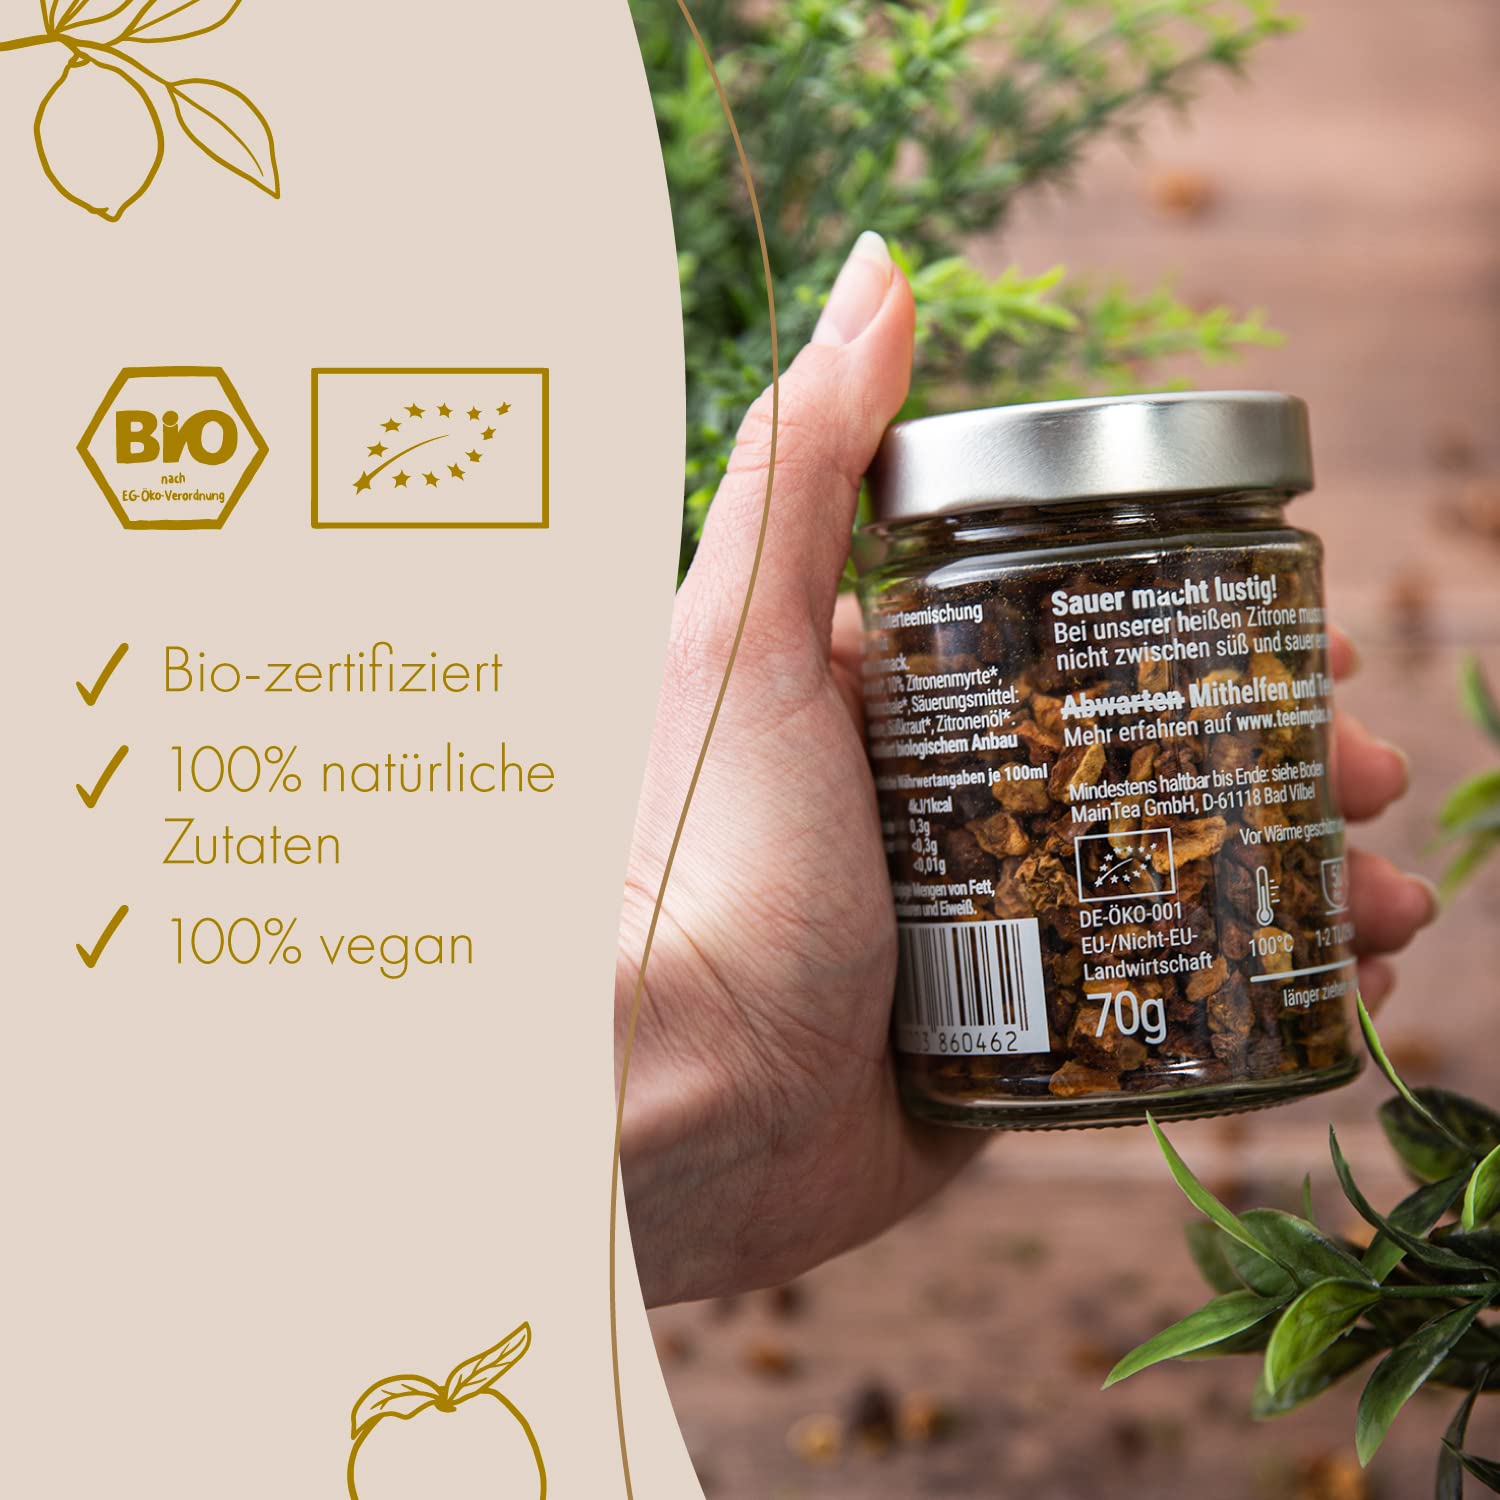 BiO
nach
EG-Öko-Verordnung
✓ Bio-zertifiziert
✓ 100% natürliche
Zutaten
✓ 100% vegan
Sauer macht lustig!
Bei unserer heißen Zitrone muss
nicht zwischen süß und sauer
Abwarten Mithelfen und
Mehr erfahren auf
Mindestens haltbar bis Ende: siehe Boden
MainTea GmbH, D-61118 Bad Vilbel
Vor Wärme
DE-ÖKO-001
EU-/Nicht-EU-
Landwirtschaft
70g
100°C
1-2
länger
10% Zitronenmyrte*,
Säuerungsmittel:
Süßkraut*, Zitronenöl*.
biologischem Anbau
Nährwertangaben je 100ml
4kJ/1kcal
0,3g
<0,3g
<0,01g
Mengen von Fett,
und Eiweiß.
860462